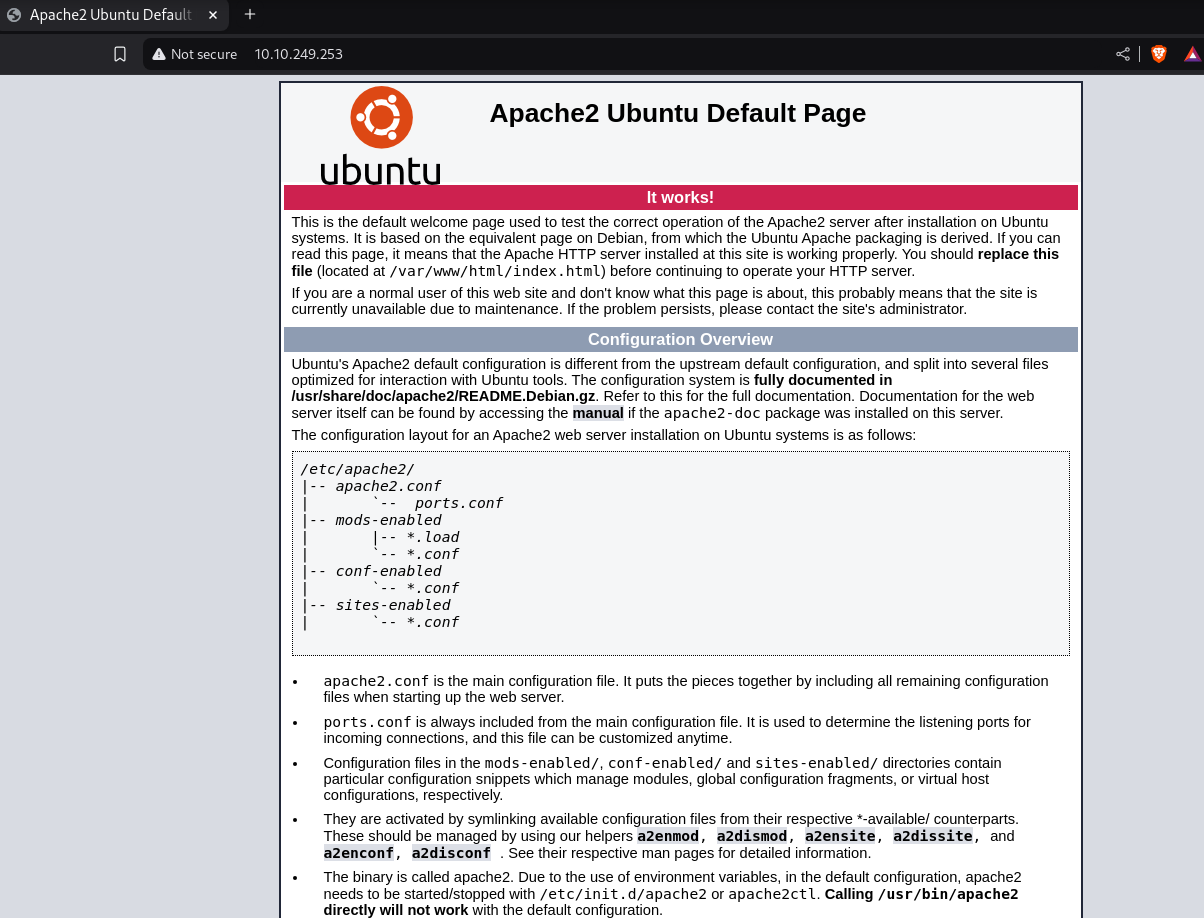 Apache2 Ubuntu Default
Not secure 10.10.249.253
ubuntu
Apache2 Ubuntu Default Page
It works!
This is the default welcome page used to test the correct operation of the Apache2 server after installation on Ubuntu
systems. It is based on the equivalent page on Debian, from which the Ubuntu Apache packaging is derived. If you can
read this page, it means that the Apache HTTP server installed at this site is working properly. You should replace this
file (located at /var/www/html/index.html) before continuing to operate your HTTP server.
If you are a normal user of this web site and don't know what this page is about, this probably means that the site is
currently unavailable due to maintenance. If the problem persists, please contact the site's administrator.
Configuration Overview
Ubuntu's Apache2 default configuration is different from the upstream default configuration, and split into several files
optimized for interaction with Ubuntu tools. The configuration system is fully documented in
/usr/share/doc/apache2/README.Debian.gz. Refer to this for the full documentation. Documentation for the web
server itself can be found by accessing the manual if the apache2-doc package was installed on this server.
The configuration layout for an Apache2 web server installation on Ubuntu systems is as follows:
/etc/apache2/
|-- apache2.conf
|       `--  ports.conf
|-- mods-enabled
|       |-- *.load
|       `-- *.conf
|-- conf-enabled
|       `-- *.conf
|-- sites-enabled
|       `-- *.conf
• apache2.conf is the main configuration file. It puts the pieces together by including all remaining configuration
files when starting up the web server.
• ports.conf is always included from the main configuration file. It is used to determine the listening ports for
incoming connections, and this file can be customized anytime.
• Configuration files in the mods-enabled/, conf-enabled/ and sites-enabled/ directories contain
particular configuration snippets which manage modules, global configuration fragments, or virtual host
configurations, respectively.
• They are activated by symlinking available configuration files from their respective *-available/ counterparts.
These should be managed by using our helpers a2enmod, a2dismod, a2ensite, a2dissite, and
a2enconf, a2disconf . See their respective man pages for detailed information.
• The binary is called apache2. Due to the use of environment variables, in the default configuration, apache2
needs to be started/stopped with /etc/init.d/apache2 or apache2ctl. Calling /usr/bin/apache2
directly will not work with the default configuration.